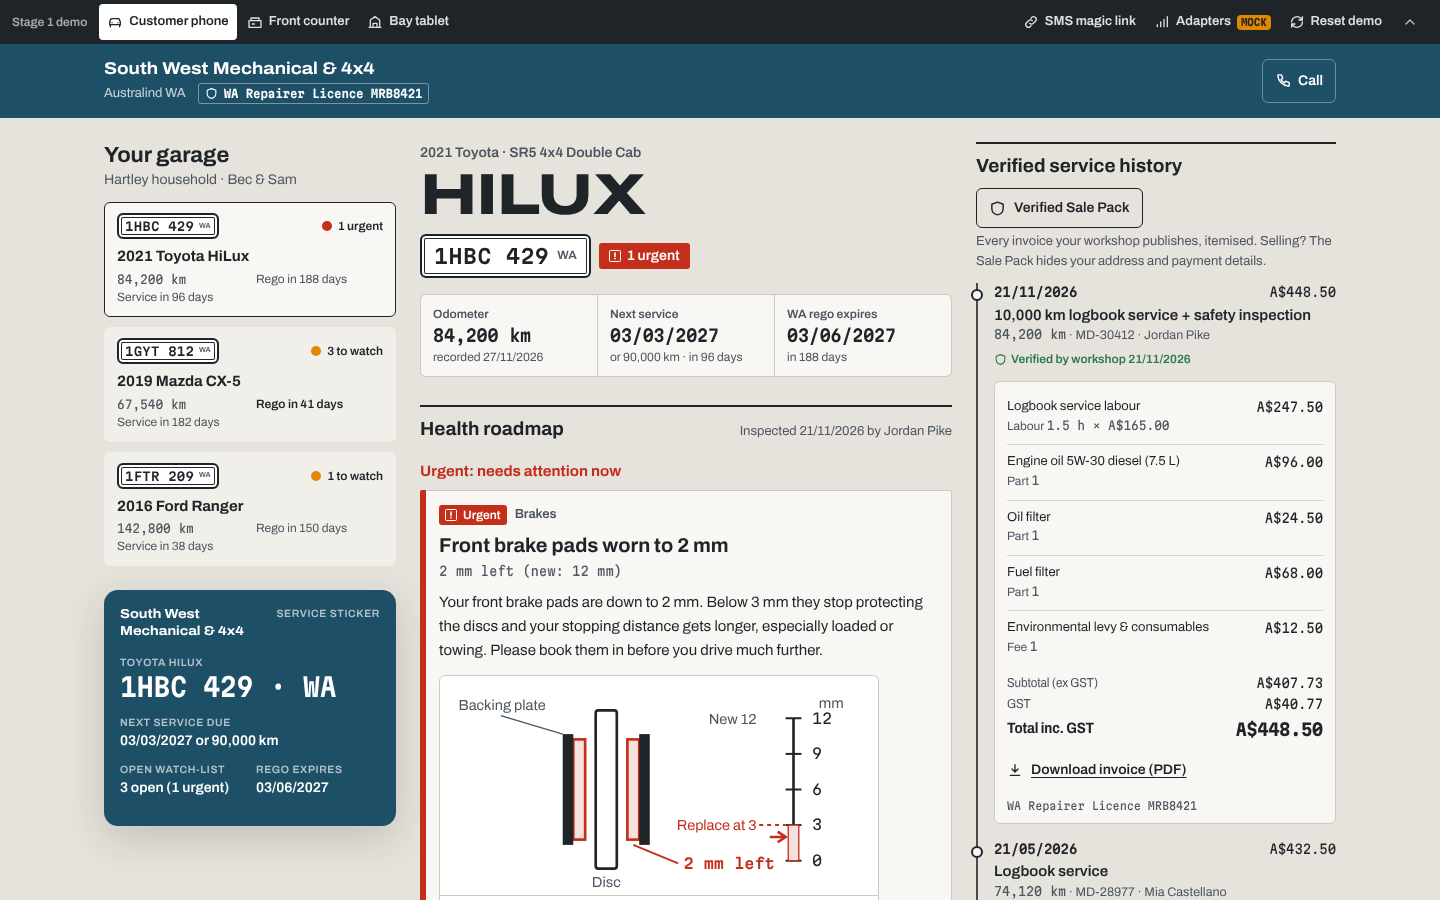 Stage 1 demo
Customer phone
Front counter
Bay tablet
SMS magic link
Adapters MOCK
Reset demo
South West Mechanical & 4x4
Australind WA
WA Repairer Licence MRB8421
Call
Your garage
Hartley household · Bec & Sam
1HBC 429 WA
1 urgent
2021 Toyota HiLux
84,200 km
Rego in 188 days
Service in 96 days
1GYT 812 WA
3 to watch
2019 Mazda CX-5
67,540 km
Rego in 41 days
Service in 182 days
1FTR 209 WA
1 to watch
2016 Ford Ranger
142,800 km
Rego in 150 days
Service in 38 days
South West
Mechanical & 4x4
SERVICE STICKER
TOYOTA HILUX
1HBC 429 · WA
NEXT SERVICE DUE
03/03/2027 or 90,000 km
OPEN WATCH-LIST
REGO EXPIRES
3 open (1 urgent)
03/06/2027
2021 Toyota · SR5 4x4 Double Cab
HILUX
1HBC 429 WA
1 urgent
Odometer
84,200 km
recorded 27/11/2026
Next service
03/03/2027
or 90,000 km · in 96 days
WA rego expires
03/06/2027
in 188 days
Health roadmap
Inspected 21/11/2026 by Jordan Pike
Urgent: needs attention now
Urgent
Brakes
Front brake pads worn to 2 mm
2 mm left (new: 12 mm)
Your front brake pads are down to 2 mm. Below 3 mm they stop protecting
the discs and your stopping distance gets longer, especially loaded or
towing. Please book them in before you drive much further.
Backing plate
mm
New 12
12
9
6
Replace at 3
3
2 mm left
0
Disc
Verified service history
Verified Sale Pack
Every invoice your workshop publishes, itemised. Selling? The
Sale Pack hides your address and payment details.
21/11/2026
A$448.50
10,000 km logbook service + safety inspection
84,200 km · MD-30412 · Jordan Pike
Verified by workshop 21/11/2026
Logbook service labour
A$247.50
Labour 1.5 h × A$165.00
Engine oil 5W-30 diesel (7.5 L)
A$96.00
Part 1
Oil filter
A$24.50
Part 1
Fuel filter
A$68.00
Part 1
Environmental levy & consumables
A$12.50
Fee 1
Subtotal (ex GST)
A$407.73
GST
A$40.77
Total inc. GST
A$448.50
Download invoice (PDF)
WA Repairer Licence MRB8421
21/05/2026
A$432.50
Logbook service
74,120 km · MD-28977 · Mia Castellano